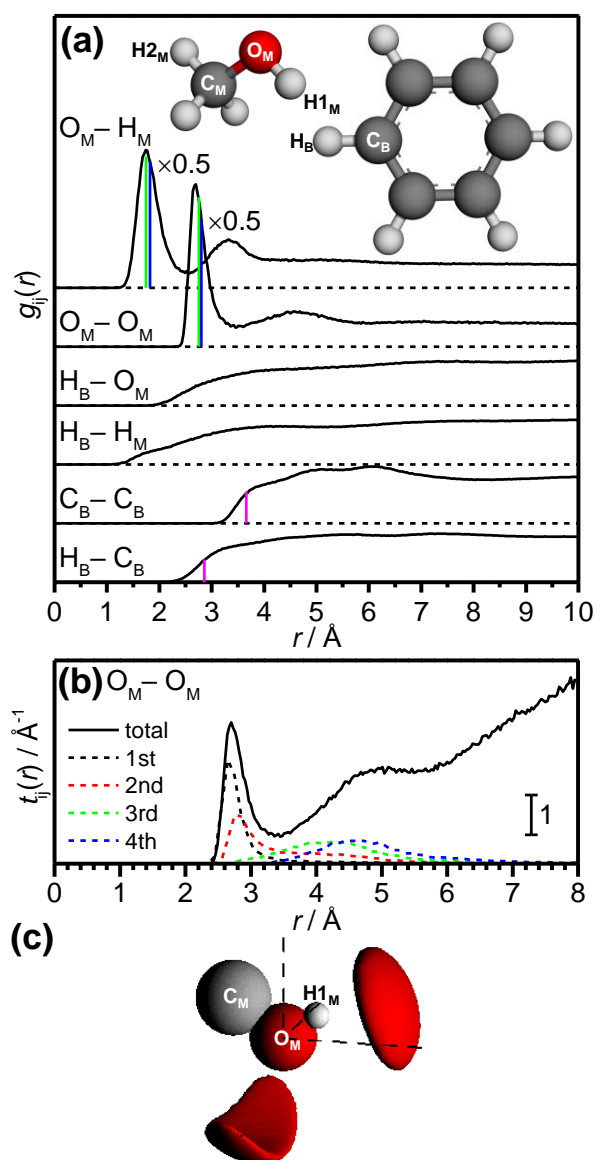 (a)
H2M
OM
CM
H1M
HB
CB
OM– HM
×0.5
×0.5
OM– OM
HB– OM
HB– HM
CB– CB
HB– CB
gij(r)
0 1 2 3 4 5 6 7 8 9 10
r / Å
(b) OM– OM
total
1st
2nd
3rd
4th
1
tij(r) / Å-1
0 1 2 3 4 5 6 7 8
r / Å
(c)
CM
H1M
OM